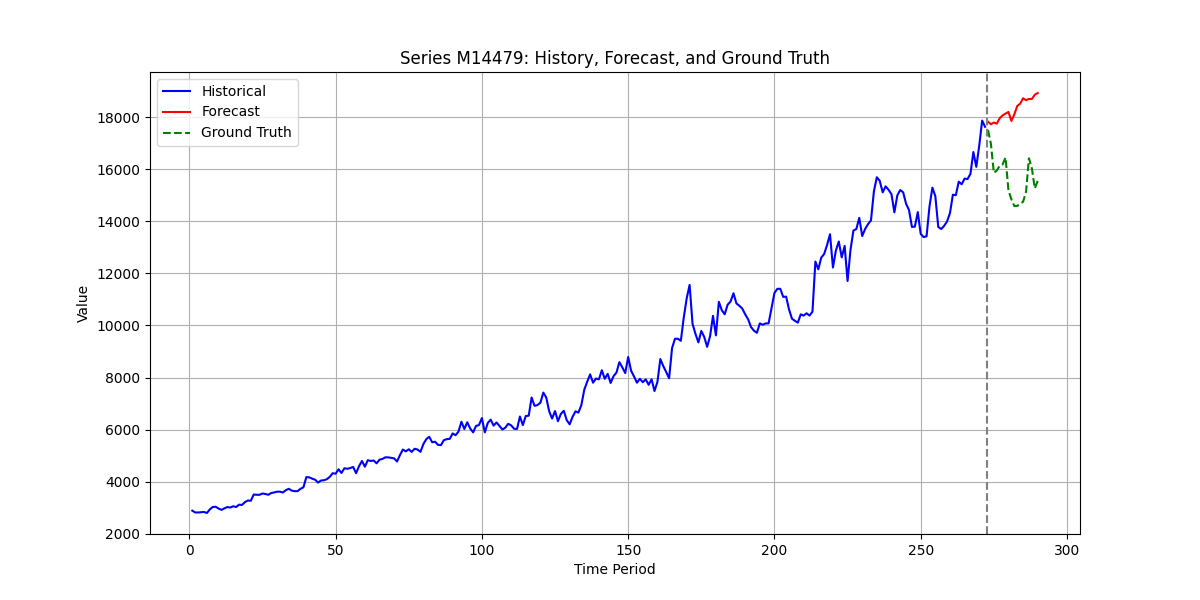 Series M14479: History, Forecast, and Ground Truth
Historical
Forecast
Ground Truth
18000
16000
14000
12000
10000
8000
6000
4000
2000
Value
0 50 100 150 200 250 300
Time Period